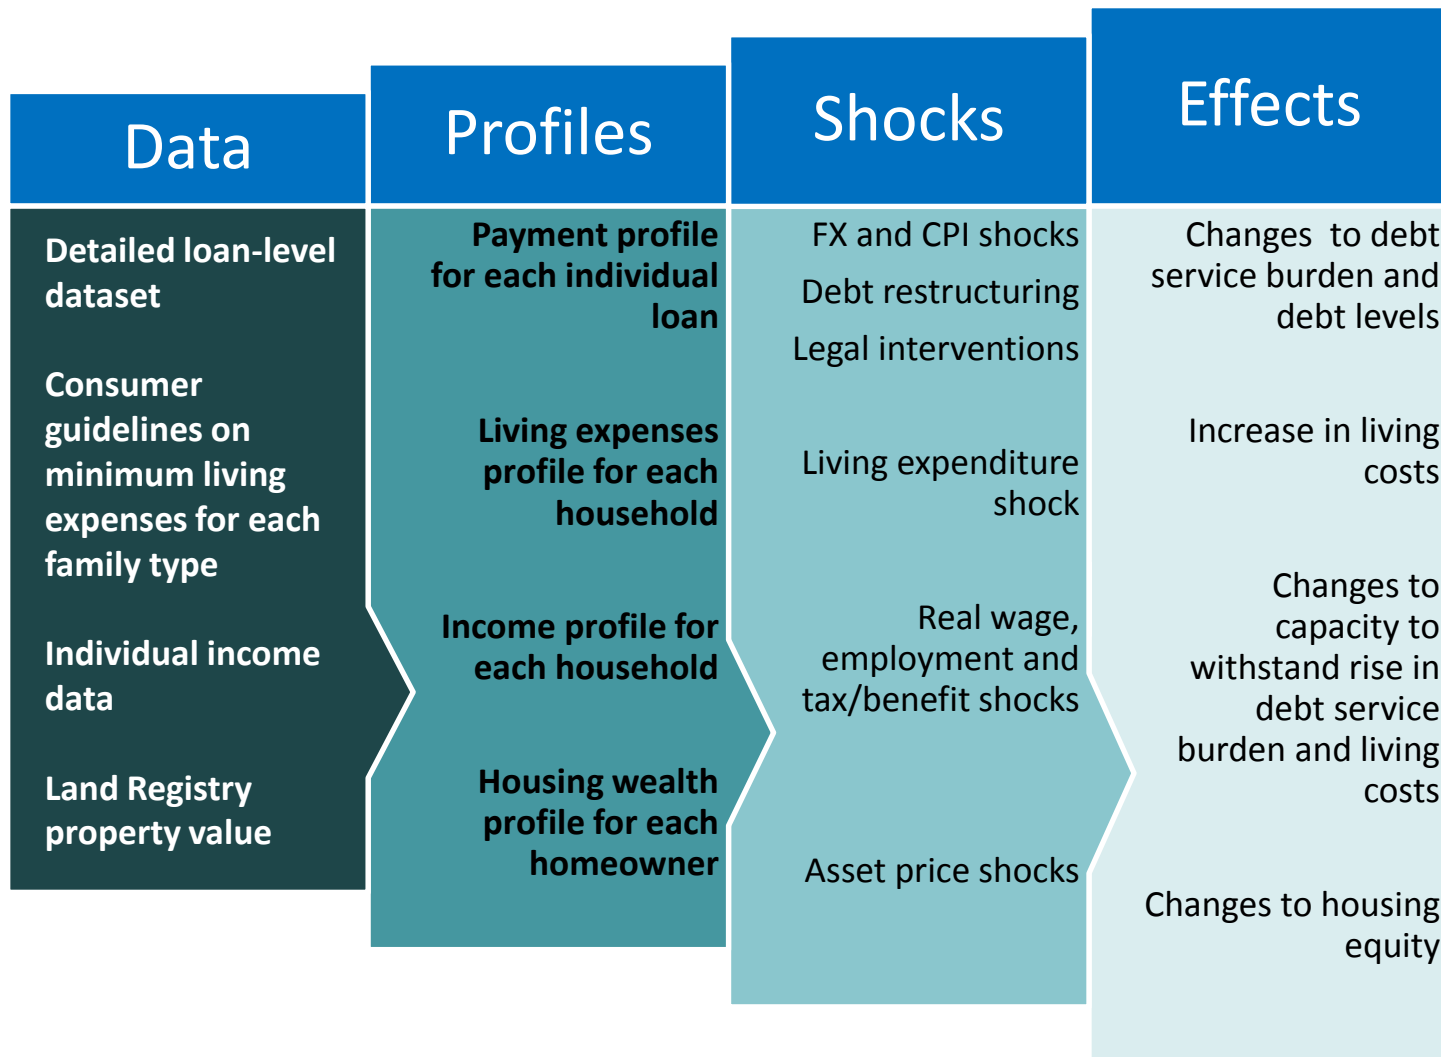 Data
Detailed loan-level
dataset
Consumer
guidelines on
minimum living
expenses for each
family type
Individual income
data
Land Registry
property value
Profiles
Payment profile
for each individual
loan
Living expenses
profile for each
household
Income profile for
each household
Housing wealth
profile for each
homeowner
Shocks
FX and CPI shocks
Debt restructuring
Legal interventions
Living expenditure
shock
Real wage,
employment and
tax/benefit shocks
Asset price shocks
Effects
Changes to debt
service burden and
debt levels
Increase in living
costs
Changes to
capacity to
withstand rise in
debt service
burden and living
costs
Changes to housing
equity